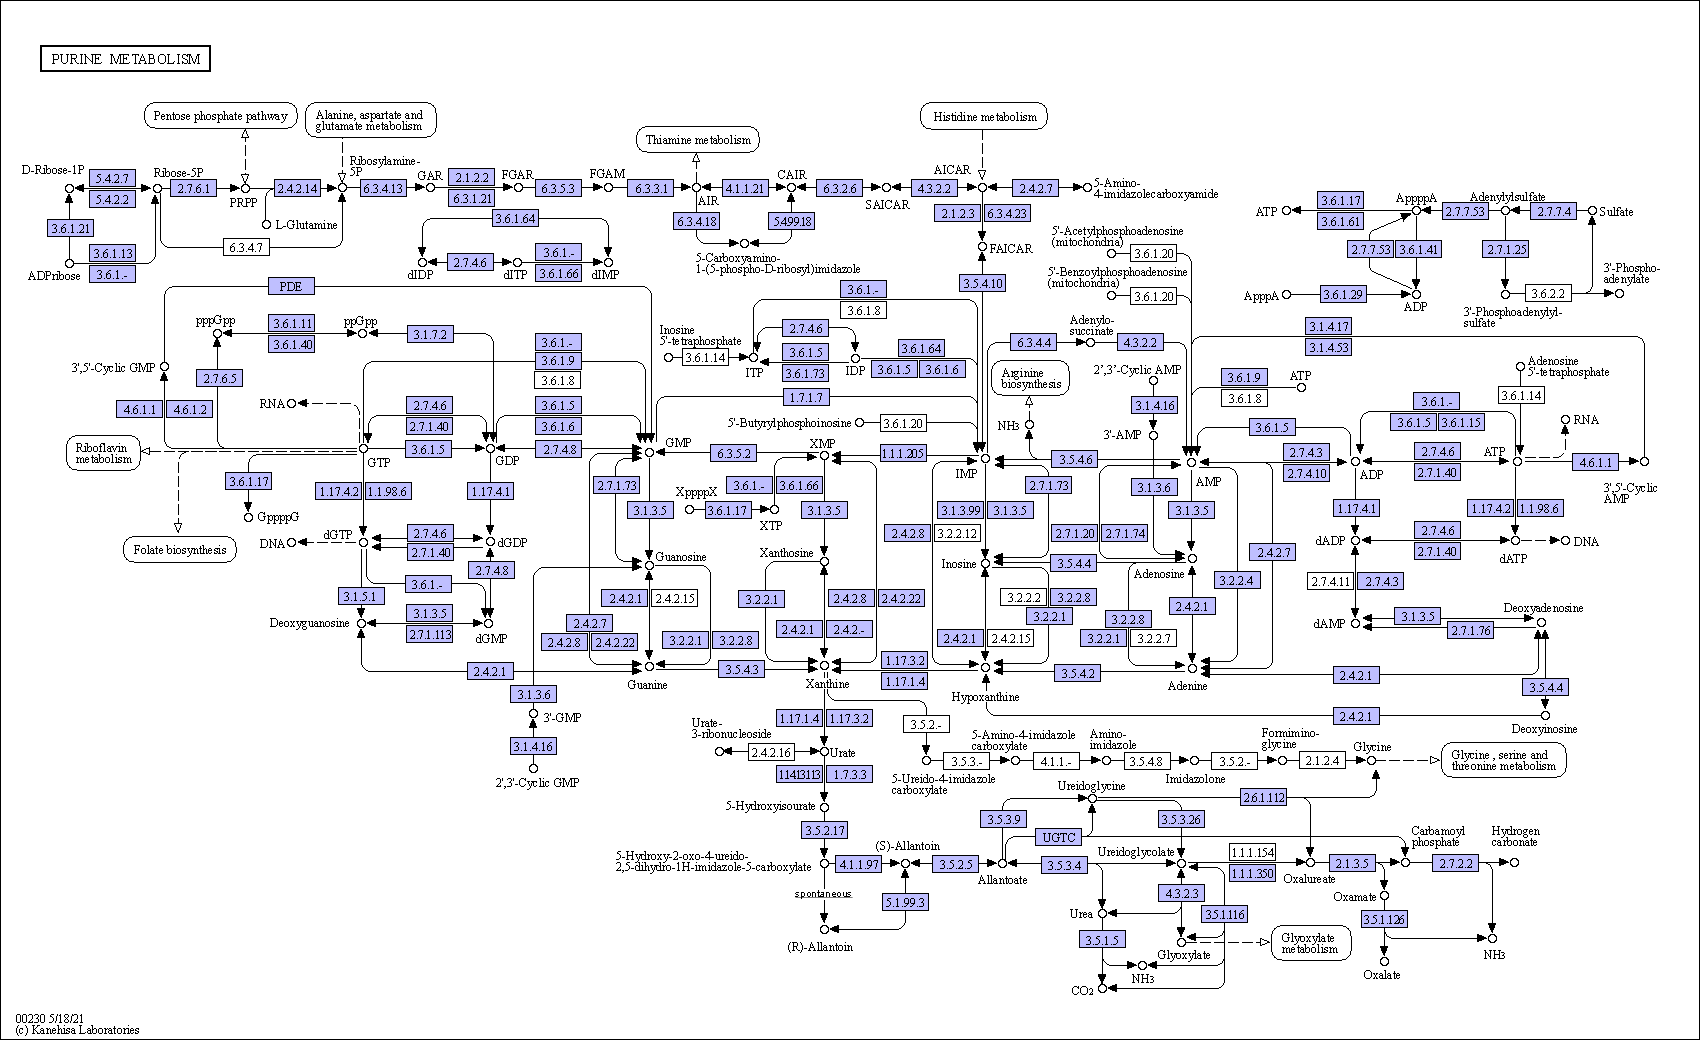 PURINE METABOLISM
Pentose phosphate pathway
Alanine, aspartate and
glutamate metabolism
Thiamine metabolism
Histidine metabolism
D-Ribose-1P
5.4.2.7
5.4.2.2
Ribose-5P
2.7.6.1
PRPP
2.4.2.14
Ribosylamine-
5P
6.3.4.13
GAR
2.1.2.2
6.3.1.21
FGAR
6.3.5.3
FGAM
6.3.3.1
AIR
4.1.1.21
CAIR
6.3.2.6
SAICAR
4.3.2.2
AICAR
2.4.2.7
5-Amino-
4-imidazolecarboxyamide
3.6.1.21
3.6.1.13
3.6.1.-
ADPribose
L-Glutamine
6.3.4.7
3.6.1.64
dIDP
2.7.4.6
dITP
3.6.1.-
3.6.1.66
dIMP
6.3.4.18
5.4.99.18
5-Carboxyamino-
1-(5-phospho-D-ribosyl)imidazole
2.1.2.3
6.3.4.23
FAICAR
3.5.4.10
5'-Acetylphosphoadenosine
(mitochondria)
3.6.1.20
5'-Benzoylphosphoadenosine
(mitochondria)
3.6.1.20
ATP
3.6.1.17
3.6.1.61
AppppA
2.7.7.53
Adenylylsulfate
2.7.7.4
Sulfate
2.7.7.53
3.6.1.41
2.7.1.25
ApppA
3.6.1.29
ADP
3.6.2.2
3'-Phospho-
adenylate
3'-Phosphoadenylyl-
sulfate
PDE
pppGpp
3.6.1.11
3.6.1.40
ppGpp
3.1.7.2
3.6.1.-
3.6.1.9
3.6.1.8
3',5'-Cyclic GMP
2.7.6.5
4.6.1.1
4.6.1.2
RNA
2.7.4.6
2.7.1.40
3.6.1.5
3.6.1.6
Riboflavin
metabolism
GTP
3.6.1.5
GDP
2.7.4.8
GMP
6.3.5.2
XMP
1.1.1.205
IMP
3.6.1.-
3.6.1.8
Inosine
5'-tetraphosphate
3.6.1.14
2.7.4.6
3.6.1.5
3.6.1.73
ITP
IDP
3.6.1.64
3.6.1.5
3.6.1.6
1.7.1.7
5'-Butyrylphosphoinosine
3.6.1.20
6.3.4.4
Adenylo-
succinate
4.3.2.2
Arginine
biosynthesis
NH3
2',3'-Cyclic AMP
3.1.4.16
3'-AMP
3.1.3.6
3.5.4.6
3.1.4.17
3.1.4.53
3.6.1.9
3.6.1.8
ATP
Adenosine
5'-tetraphosphate
3.6.1.14
3.6.1.-
3.6.1.5
3.6.1.15
RNA
3.6.1.5
AMP
2.7.4.3
2.7.4.10
ADP
2.7.4.6
2.7.1.40
ATP
4.6.1.1
3',5'-Cyclic
AMP
3.6.1.17
GppppG
Folate biosynthesis
1.17.4.2
1.1.98.6
1.17.4.1
2.7.1.73
3.1.3.5
XppppX
3.6.1.-
3.6.1.66
3.6.1.17
XTP
3.1.3.5
2.4.2.8
3.1.3.99
3.1.3.5
3.2.2.12
2.7.1.73
2.7.1.20
2.7.1.74
3.1.3.5
2.4.2.7
1.17.4.1
1.17.4.2
1.1.98.6
DNA
dGTP
2.7.4.6
2.7.1.40
dGDP
3.6.1.-
2.7.4.8
3.1.5.1
Deoxyguanosine
3.1.3.5
2.7.1.113
dGMP
Guanosine
Xanthosine
Inosine
3.5.4.4
Adenosine
dADP
2.7.4.6
2.7.1.40
dATP
DNA
2.7.4.11
2.7.4.3
dAMP
3.1.3.5
2.7.1.76
Deoxyadenosine
2.4.2.1
2.4.2.15
2.4.2.7
2.4.2.8
2.4.2.22
3.2.2.1
3.2.2.8
3.2.2.1
2.4.2.8
2.4.2.22
2.4.2.1
2.4.2.-
3.2.2.2
3.2.2.8
3.2.2.1
2.4.2.1
2.4.2.15
3.2.2.4
2.4.2.1
3.2.2.8
3.2.2.1
3.2.2.7
2.4.2.1
Guanine
3.5.4.3
Xanthine
1.17.3.2
1.17.1.4
Hypoxanthine
3.5.4.2
Adenine
2.4.2.1
3.5.4.4
2.4.2.1
Deoxyinosine
3.1.3.6
3'-GMP
3.1.4.16
2',3'-Cyclic GMP
1.17.1.4
1.17.3.2
Urate-
3-ribonucleoside
2.4.2.16
Urate
1.14.13.113
1.7.3.3
5-Hydroxyisourate
3.5.2.17
5-Hydroxy-2-oxo-4-ureido-
2,5-dihydro-1H-imidazole-5-carboxylate
spontaneous
(R)-Allantoin
4.1.1.97
(S)-Allantoin
5.1.99.3
3.5.2.5
Allantoate
3.5.2.-
5-Ureido-4-imidazole
carboxylate
3.5.3.-
5-Amino-4-imidazole
carboxylate
4.1.1.-
Amino-
imidazole
3.5.4.8
Imidazolone
3.5.2.-
Formimino-
glycine
2.1.2.4
Glycine
Glycine , serine and
threonine metabolism
Ureidoglycine
2.6.1.112
3.5.3.9
UGTC
3.5.3.26
3.5.3.4
Ureidoglycolate
1.1.1.154
1.1.1.350
Oxalureate
2.1.3.5
Carbamoyl
phosphate
2.7.2.2
Hydrogen
carbonate
Urea
4.3.2.3
3.5.1.116
3.5.1.5
Glyoxylate
Glyoxylate
metabolism
Oxamate
3.5.1.126
Oxalate
NH3
NH3
CO2
00230 5/18/21
(c) Kanehisa Laboratories